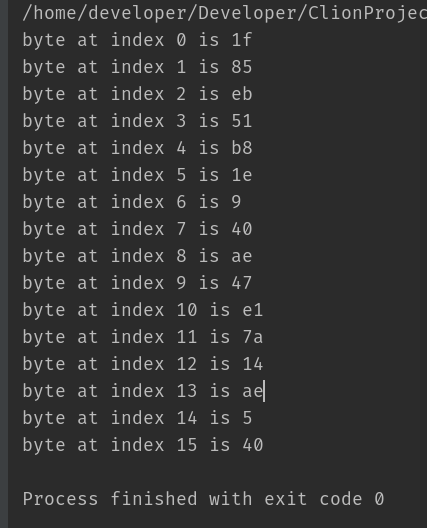 /home/developer/Developer/ClionProjec
byte at index 0 is 1f
byte at index 1 is 85
byte at index 2 is eb
byte at index 3 is 51
byte at index 4 is b8
byte at index 5 is 1e
byte at index 6 is 9
byte at index 7 is 40
byte at index 8 is ae
byte at index 9 is 47
byte at index 10 is e1
byte at index 11 is 7a
byte at index 12 is 14
byte at index 13 is ae
byte at index 14 is 5
byte at index 15 is 40
Process finished with exit code 0